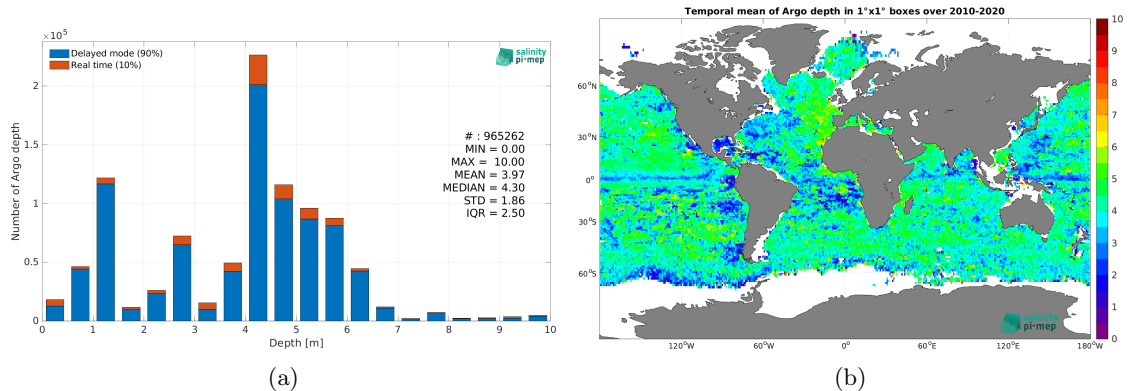 ×10⁵
Delayed mode (90%)
Real time (10%)
salinity
pi-mep
2
1.5
1
0.5
0
Number of Argo depth
# : 965262
MIN = 0.00
MAX = 10.00
MEAN = 3.97
MEDIAN = 4.30
STD = 1.86
IQR = 2.50
0 1 2 3 4 5 6 7 8 9 10
Depth [m]
(a)
Temporal mean of Argo depth in 1°x1° boxes over 2010-2020
60°N
30°N
0°
30°S
60°S
120°W 60°W 0° 60°E 120°E 180°W
salinity
pi-mep
10
9
8
7
6
5
4
3
2
1
0
(b)